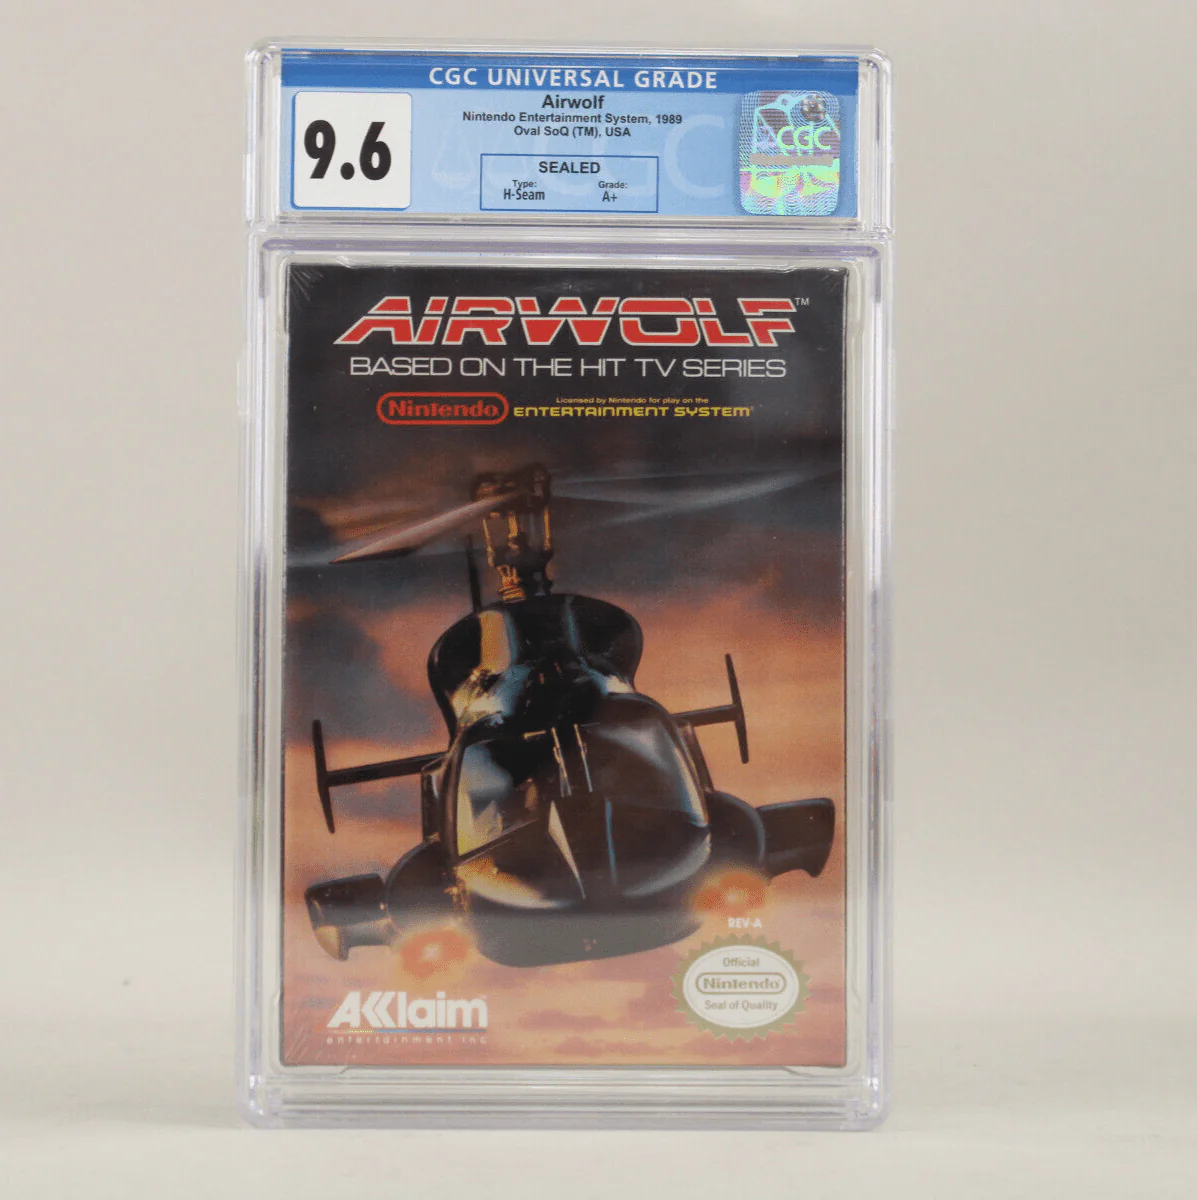 CGC UNIVERSAL GRADE
9.6
Airwolf
Nintendo Entertainment System, 1989
Oval SoQ (TM), USA
SEALED
Type: Grade:
H-Seam A+
CGC
CGC
AIRWOLF™
BASED ON THE HIT TV SERIES
Nintendo
Licensed by Nintendo for play on the
ENTERTAINMENT SYSTEM®
REV-A
Official
Nintendo
Seal of Quality
AKKlaim™
entertainment inc